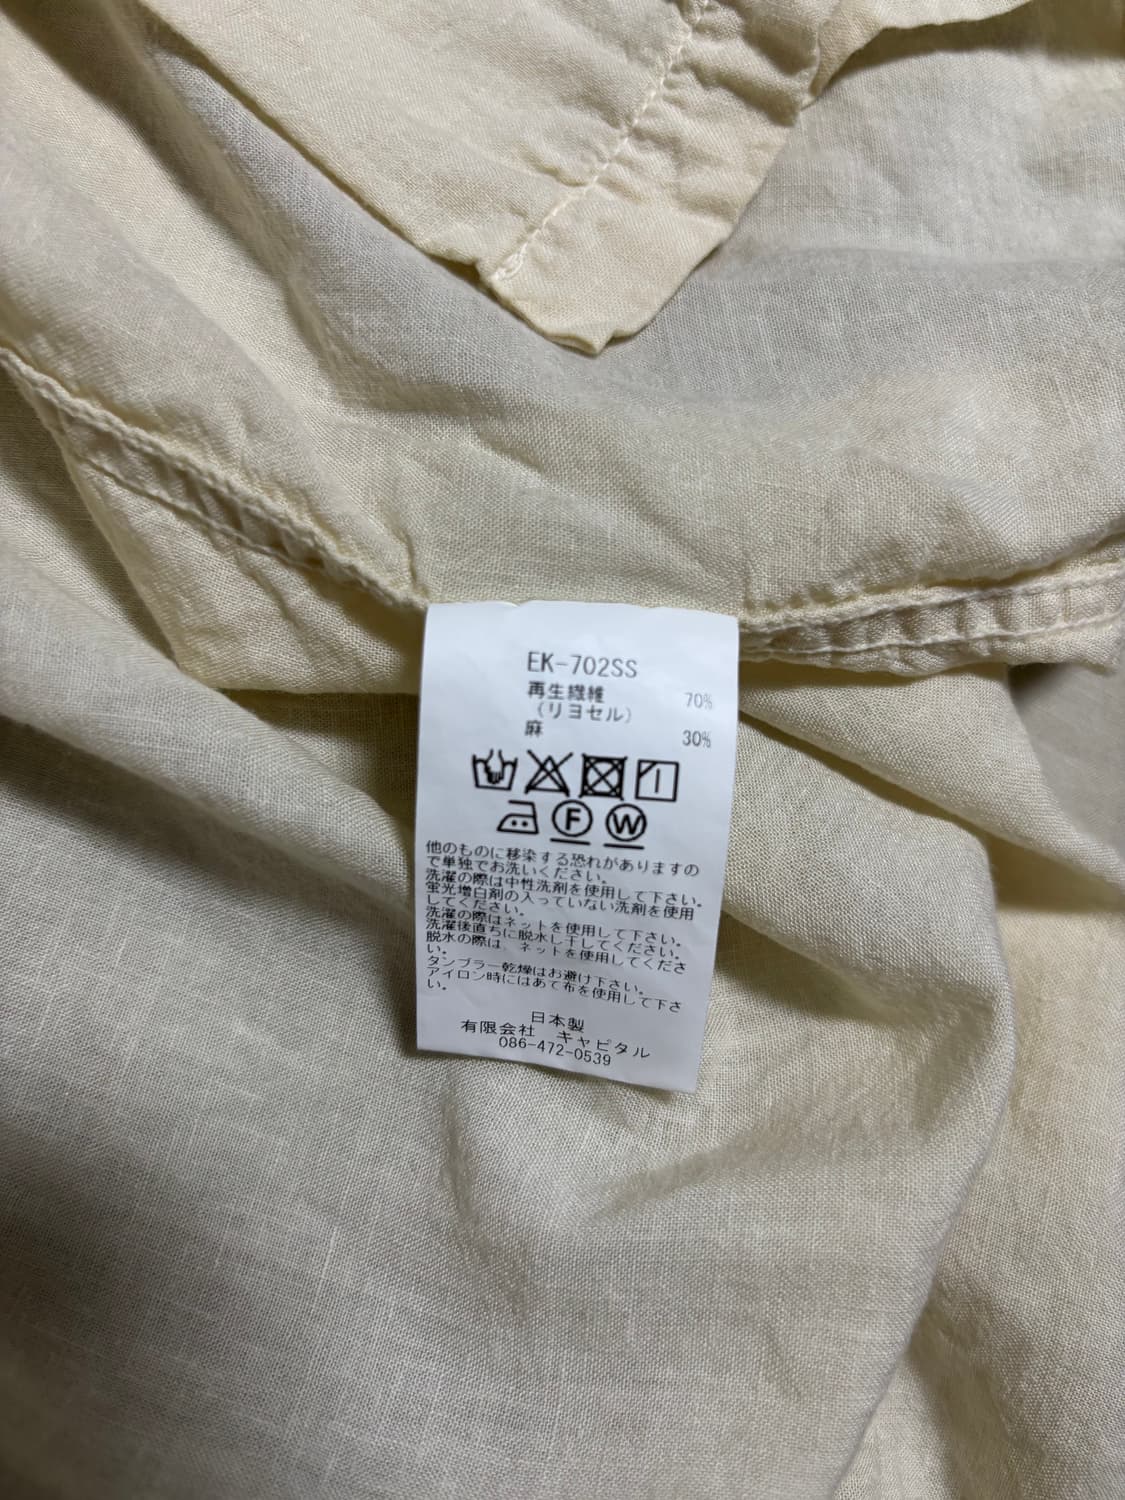 EK-702SS
再生繊維 70%
(リヨセル)
麻 30%
F W
他のものに移染する恐れがありますの
で単独でお洗いください。
洗濯の際は中性洗剤を使用して下さい。
蛍光増白剤の入っていない洗剤を使用
してください。
洗濯の際はネットを使用して下さい。
洗濯後直ちに脱水し干してください。
脱水の際は、ネットを使用してくださ
い。
タンブラー乾燥はお避け下さい。
アイロン時にはあて布を使用して下さ
い。
日本製
有限会社 キャピタル
086-472-0539